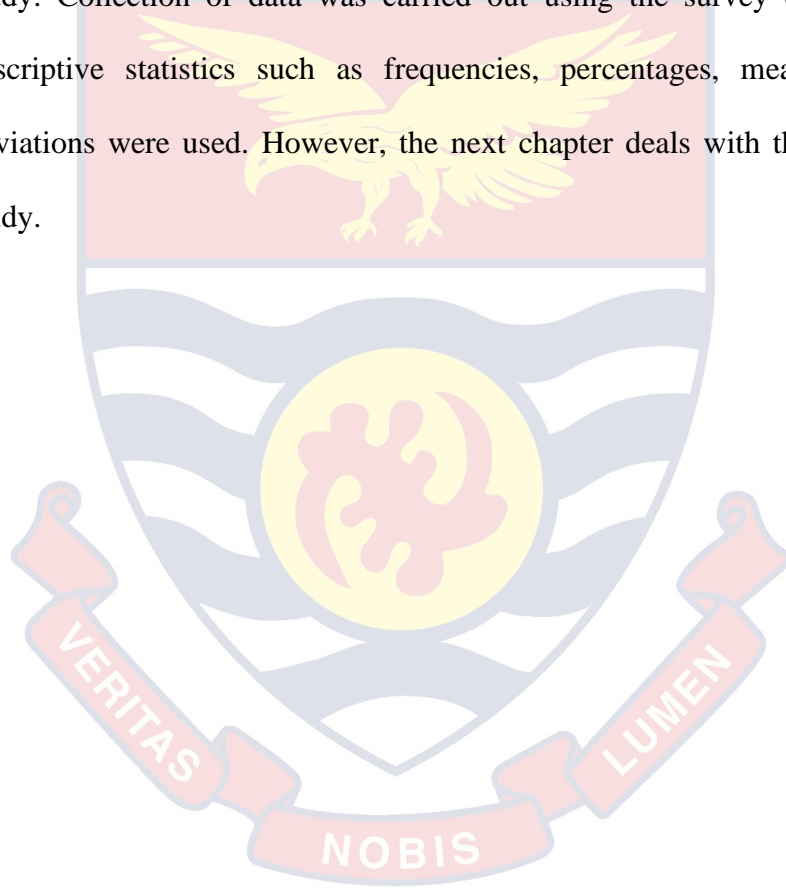 dy. Collection of data was carried out using the survey
scriptive statistics such as frequencies, percentages, mea
viations were used. However, the next chapter deals with th
udy.
VERITAS
NOBIS
LUMEN